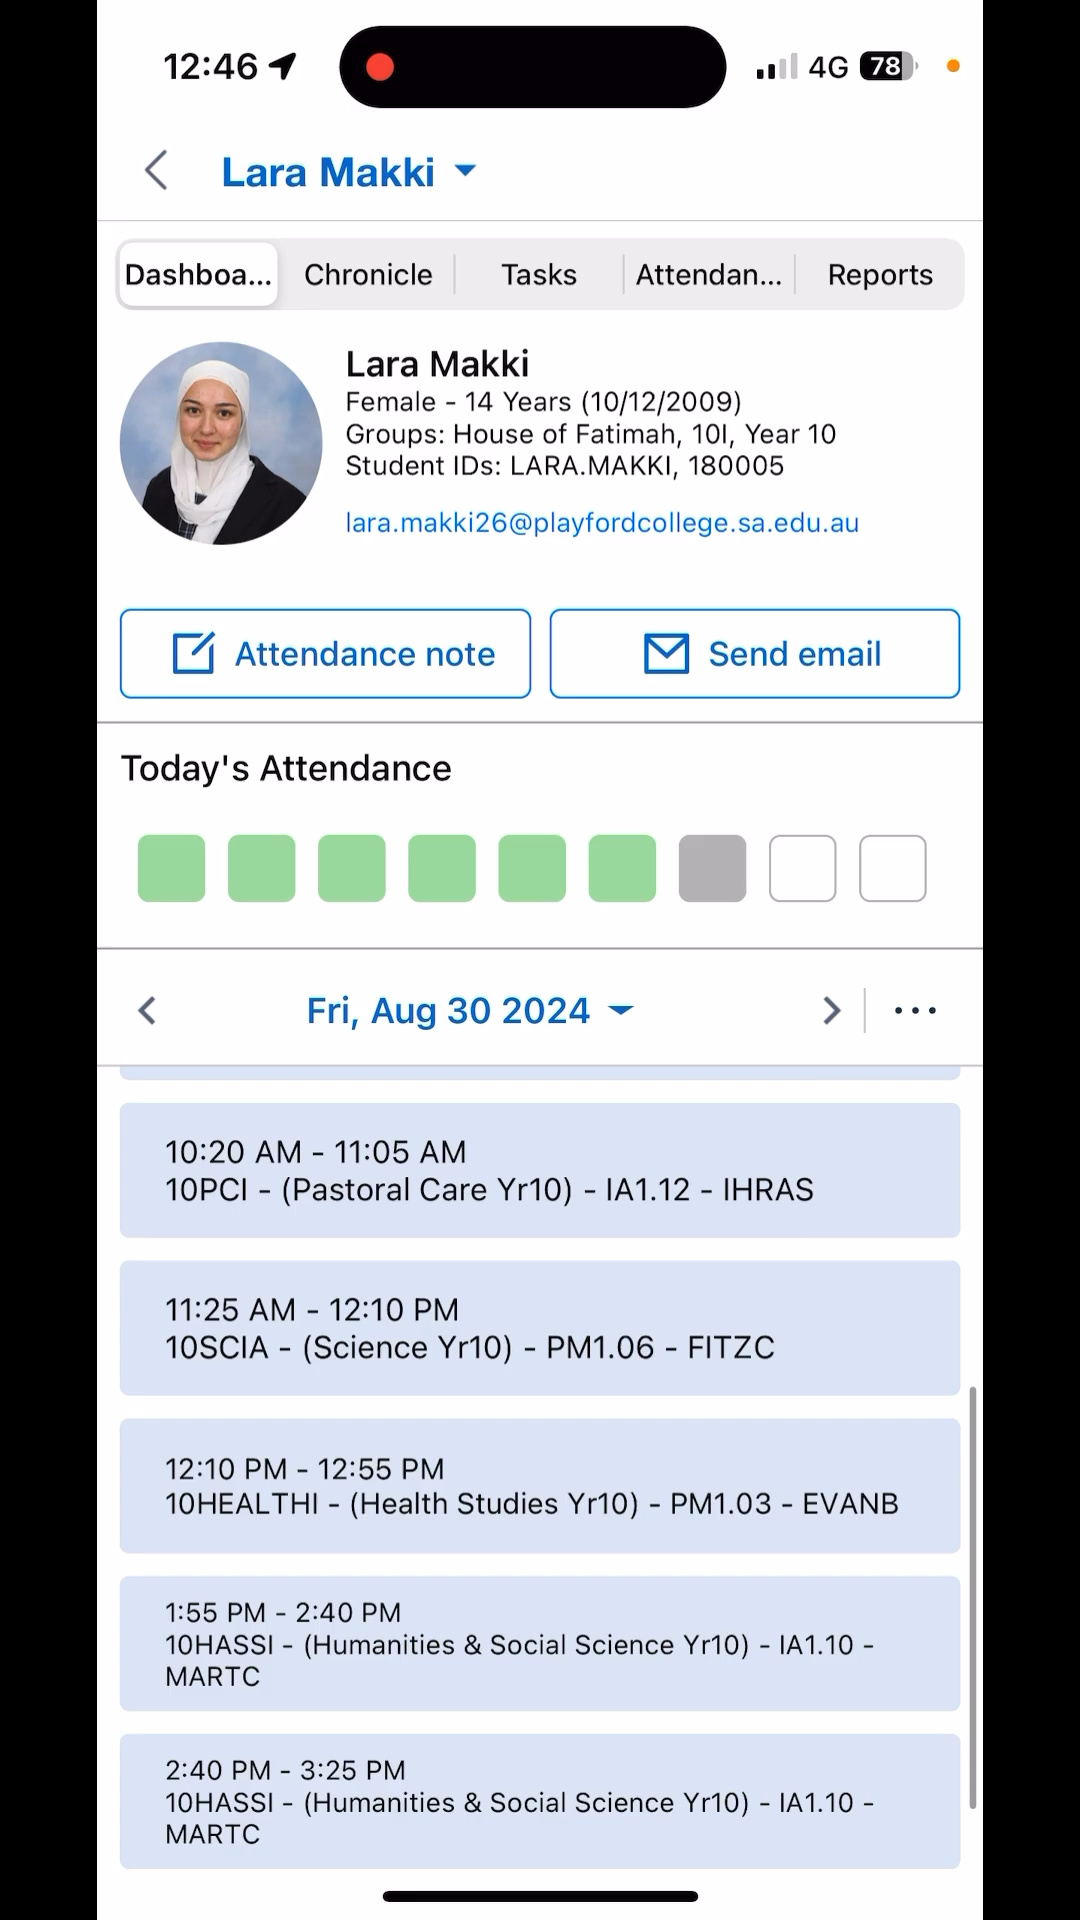 12:46
4G 78
Lara Makki
Dashboa... Chronicle Tasks Attendan... Reports
Lara Makki
Female - 14 Years (10/12/2009)
Groups: House of Fatimah, 10I, Year 10
Student IDs: LARA.MAKKI, 180005
lara.makki26@playfordcollege.sa.edu.au
Attendance note Send email
Today's Attendance
Fri, Aug 30 2024
10:20 AM - 11:05 AM
10PCI - (Pastoral Care Yr10) - IA1.12 - IHRAS
11:25 AM - 12:10 PM
10SCIA - (Science Yr10) - PM1.06 - FITZC
12:10 PM - 12:55 PM
10HEALTHI - (Health Studies Yr10) - PM1.03 - EVANB
1:55 PM - 2:40 PM
10HASSI - (Humanities & Social Science Yr10) - IA1.10 -
MARTC
2:40 PM - 3:25 PM
10HASSI - (Humanities & Social Science Yr10) - IA1.10 -
MARTC